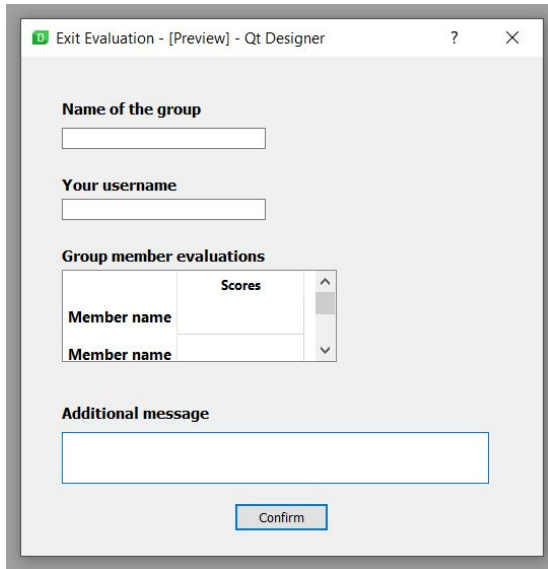 D Exit Evaluation - [Preview] - Qt Designer ?
Name of the group
Your username
Group member evaluations
Scores
Member name
Member name
Additional message
Confirm